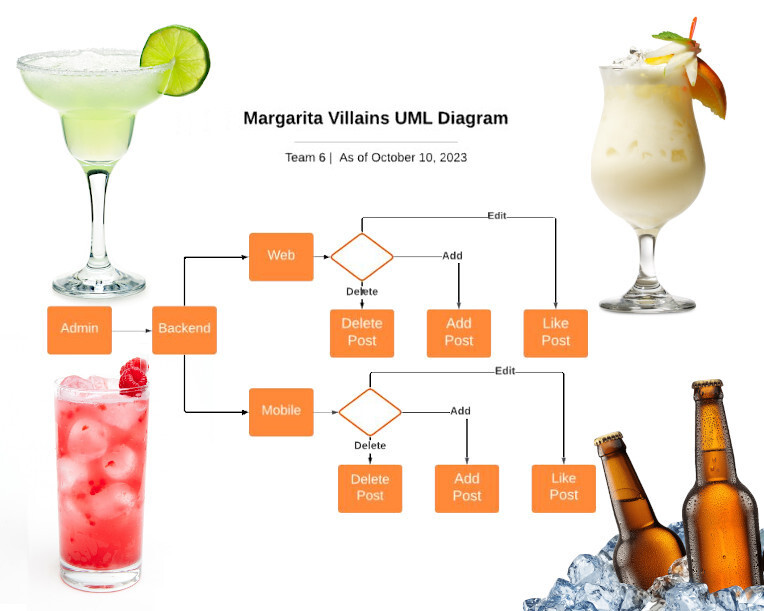 Margarita Villains UML Diagram
Team 6 | As of October 10, 2023
Edit
Web
Add
Delete
Admin
Backend
Delete
Post
Add
Post
Like
Post
Edit
Mobile
Add
Delete
Delete
Post
Add
Post
Like
Post